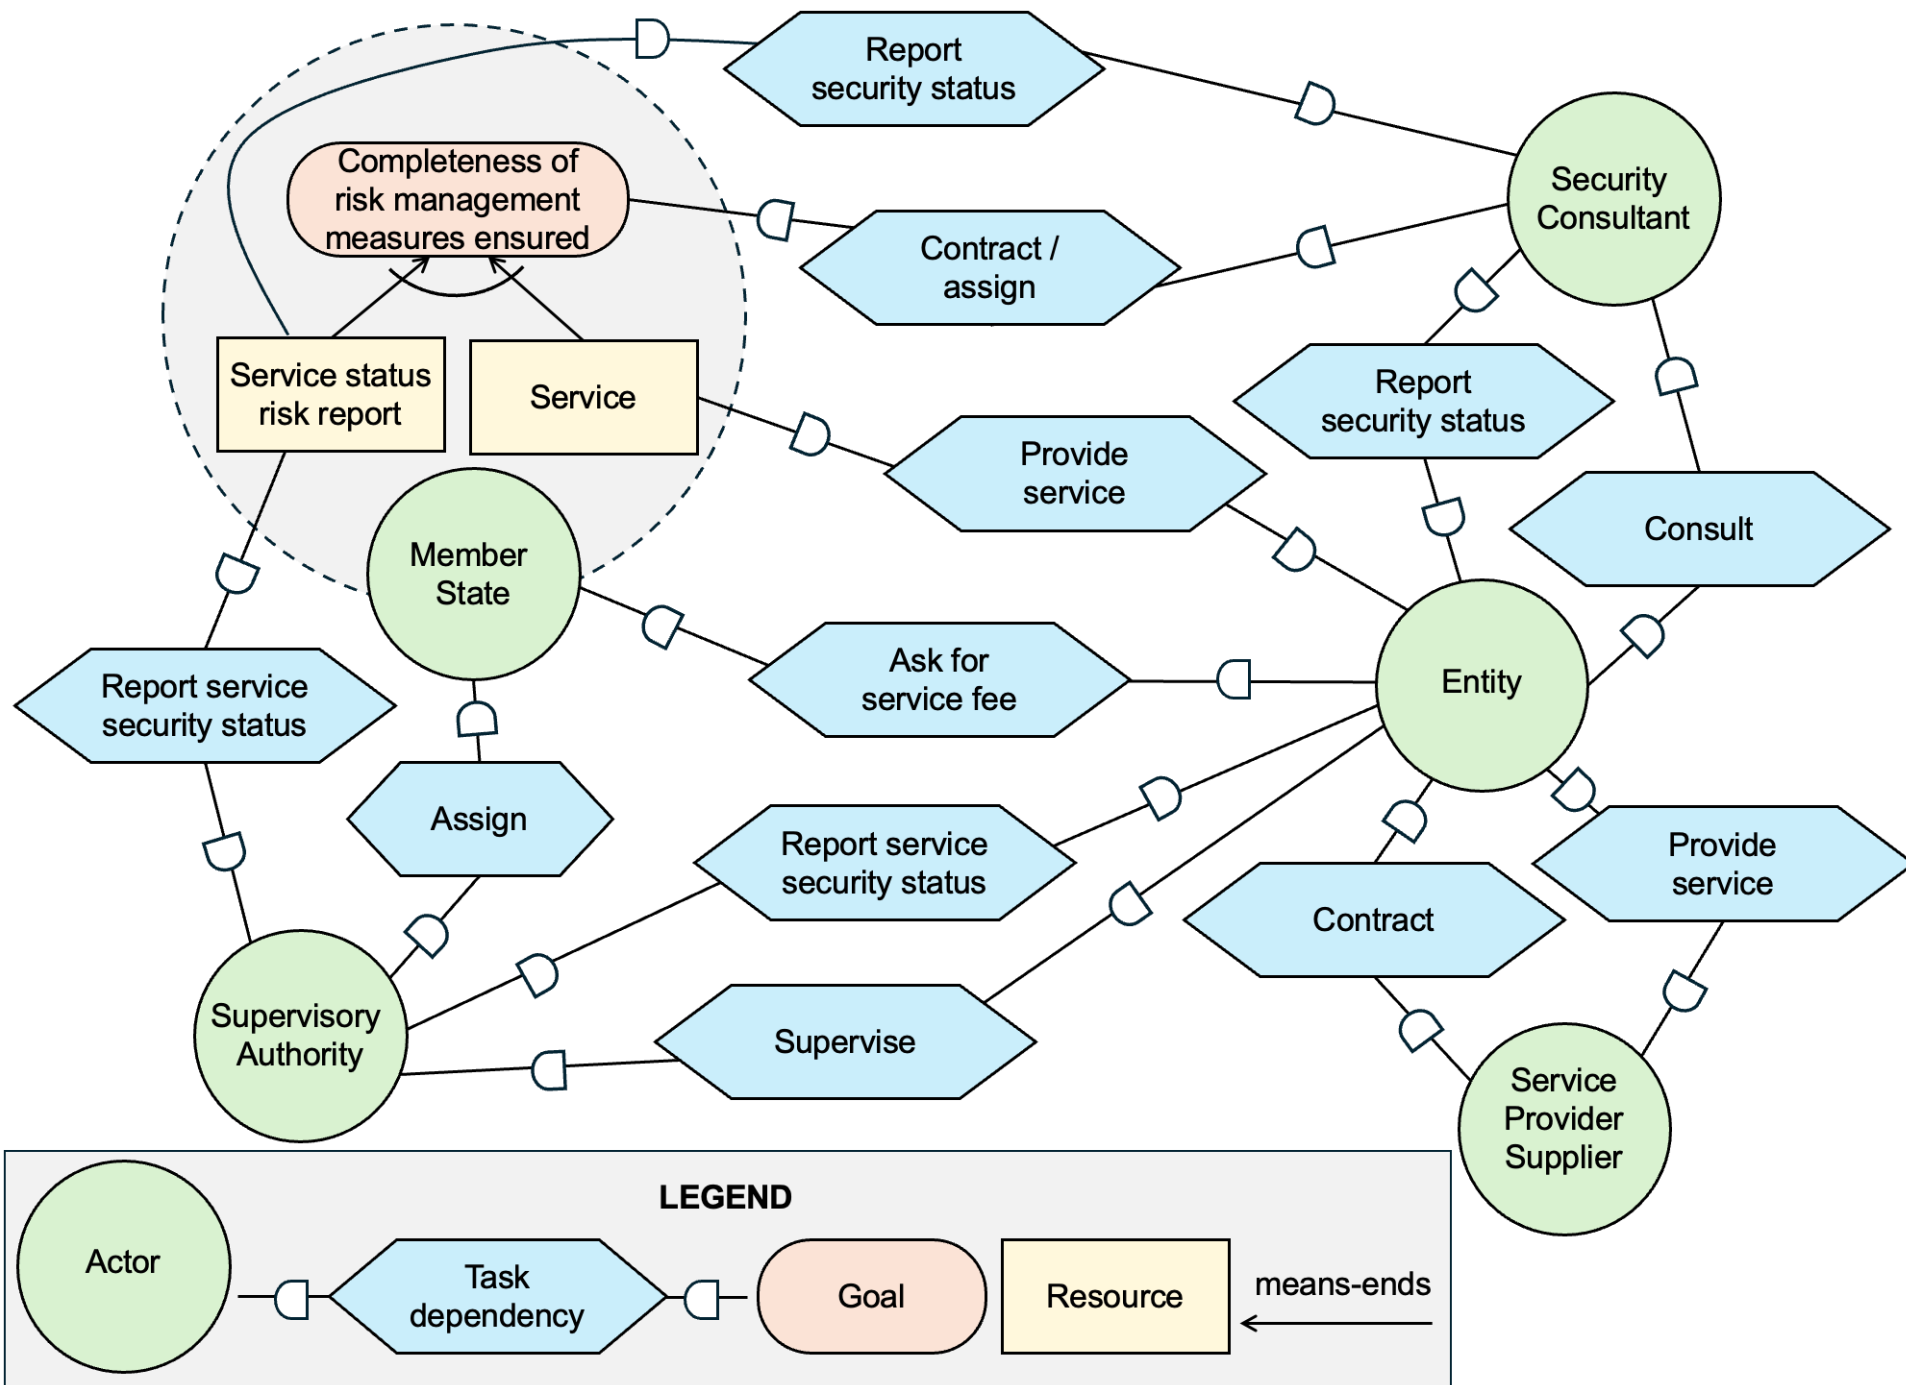 Report
security status
Completeness of
risk management
measures ensured
Security
Consultant
Contract /
assign
Service status
risk report
Service
Report
security status
Provide
service
Consult
Member
State
Ask for
service fee
Entity
Report service
security status
Assign
Report service
security status
Provide
service
Contract
Supervisory
Authority
Supervise
Service
Provider
Supplier
LEGEND
Actor
Task
dependency
Goal
Resource
means-ends